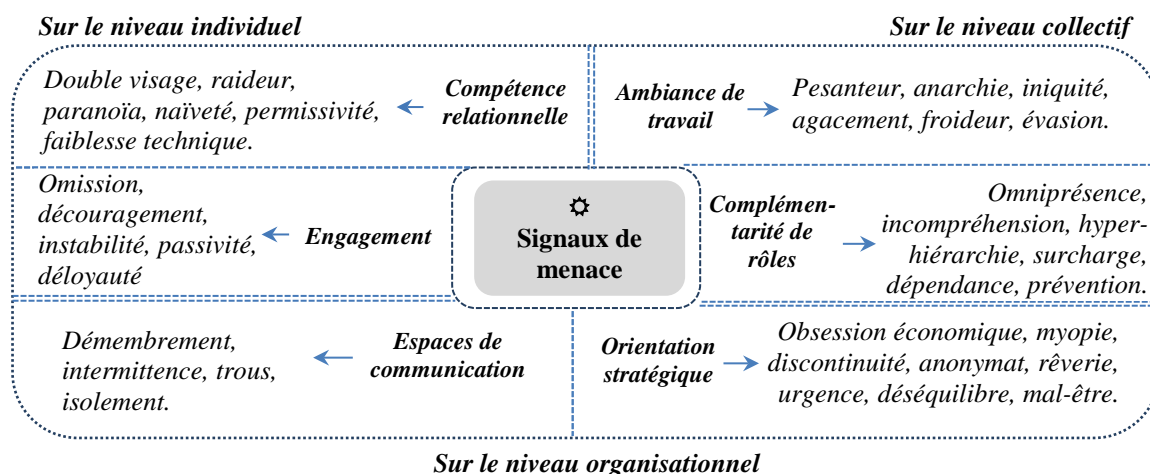 Sur le niveau individuel
Sur le niveau collectif
Double visage, raideur,
paranoïa, naïveté, permissivité,
faiblesse technique.
Compétence
relationnelle
Ambiance de
travail
Pesanteur, anarchie, iniquité,
agacement, froideur, évasion.
Omission,
découragement,
instabilité, passivité,
déloyauté
Engagement
Signaux de
menace
Complémen-
tarité de
rôles
Omniprésence,
incompréhension, hyper-
hiérarchie, surcharge,
dépendance, prévention.
Démembrement,
intermittence, trous,
isolement.
Espaces de
communication
Orientation
stratégique
Obsession économique, myopie,
discontinuité, anonymat, rêverie,
urgence, déséquilibre, mal-être.
Sur le niveau organisationnel